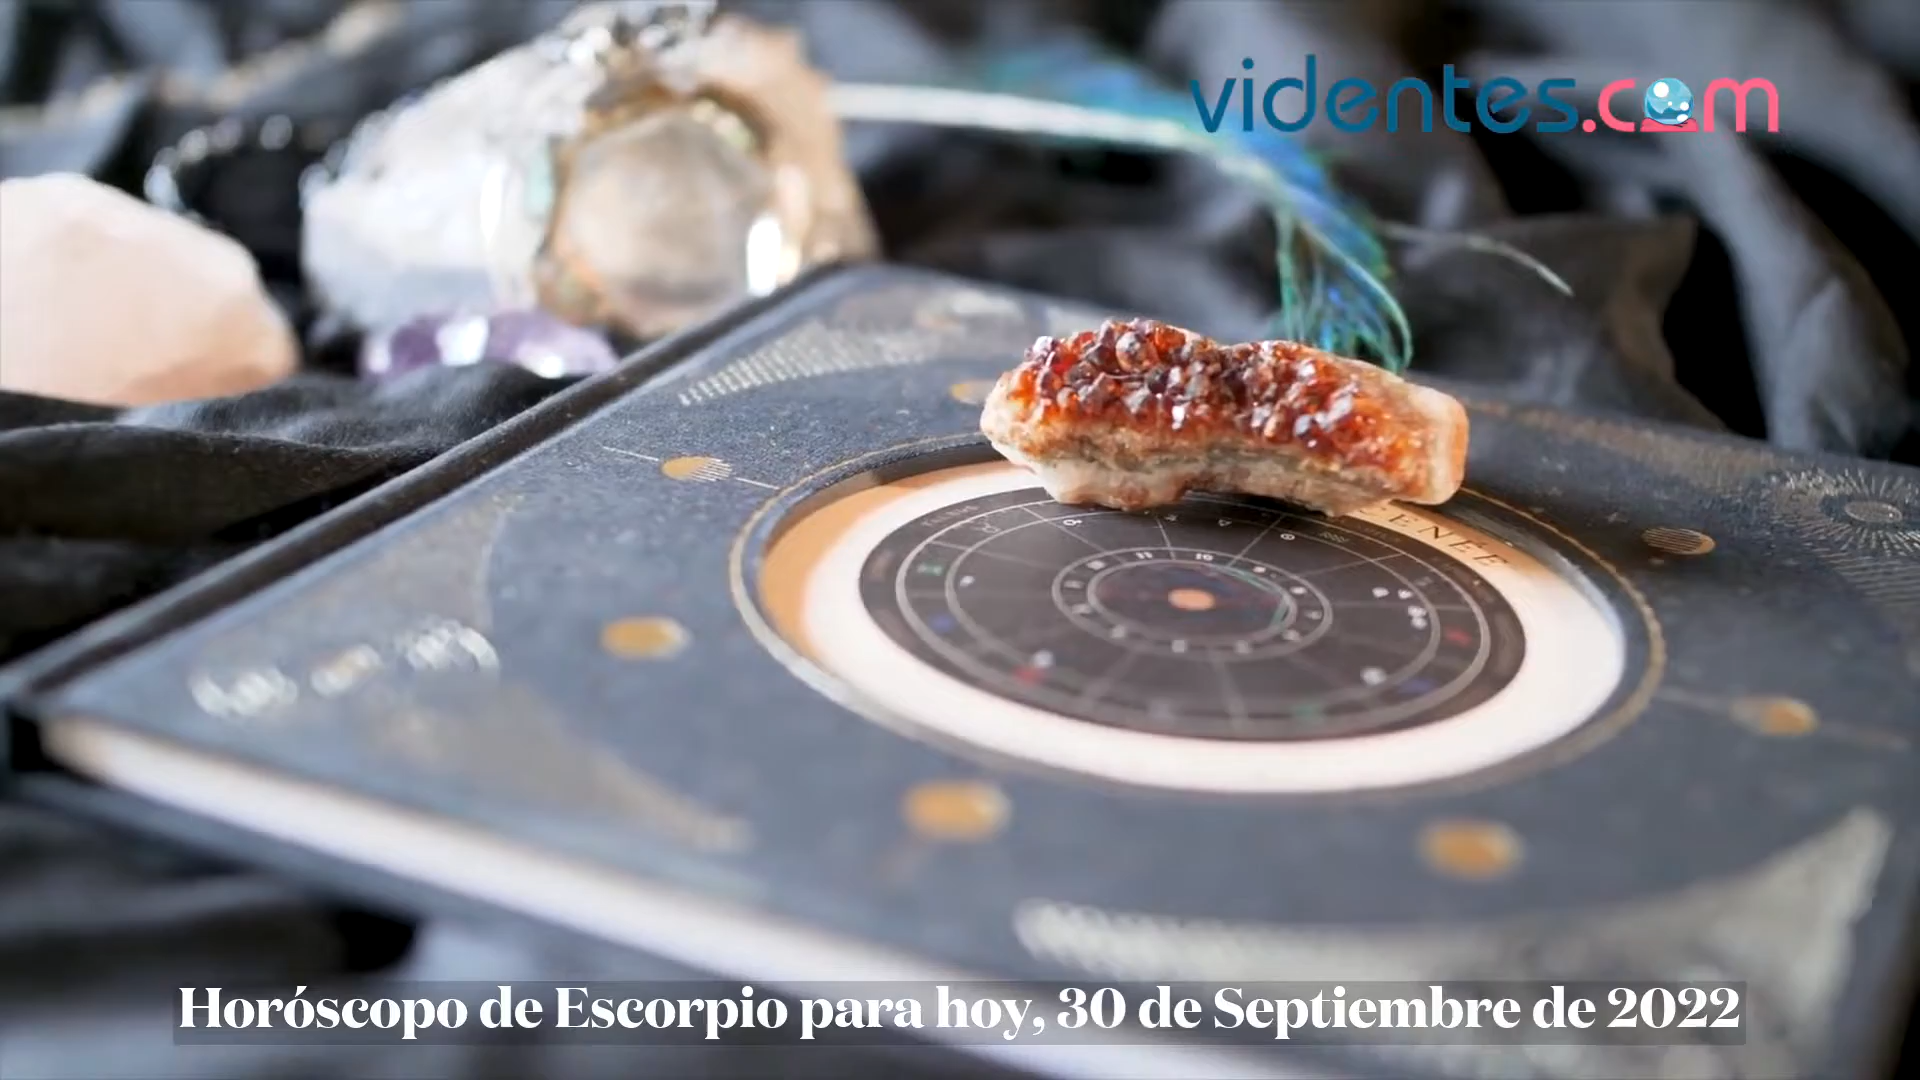 videntes.com
Horóscopo de Escorpio para hoy, 30 de Septiembre de 2022